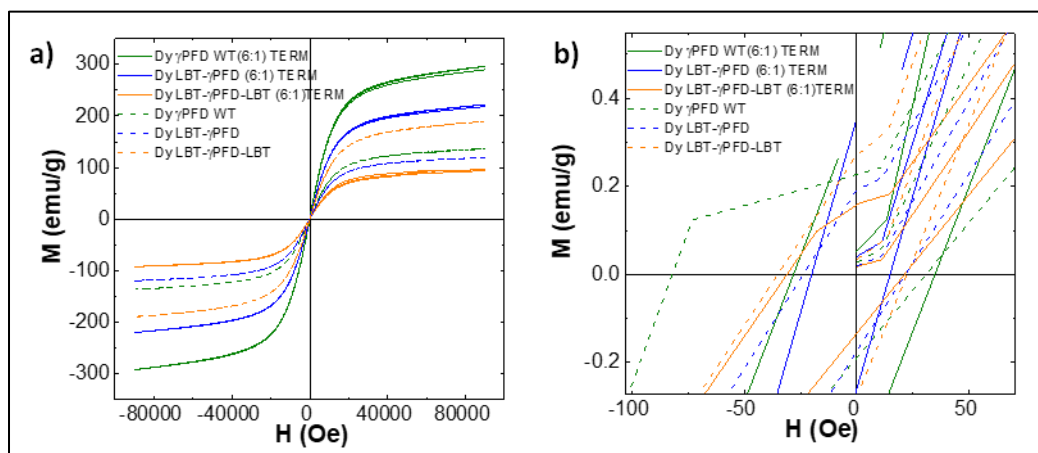 a)
M (emu/g)
300
200
100
0
-100
-200
-300
Dy γPFD WT(6:1) TERM
Dy LBT-γPFD (6:1) TERM
Dy LBT-γPFD-LBT (6:1)TERM
Dy γPFD WT
Dy LBT-γPFD
Dy LBT-γPFD-LBT
-80000 -40000 0 40000 80000
H (Oe)
b)
M (emu/g)
0.4
0.2
0.0
-0.2
Dy γPFD WT(6:1) TERM
Dy LBT-γPFD (6:1) TERM
Dy LBT-γPFD-LBT (6:1)TERM
Dy γPFD WT
Dy LBT-γPFD
Dy LBT-γPFD-LBT
-100 -50 0 50
H (Oe)